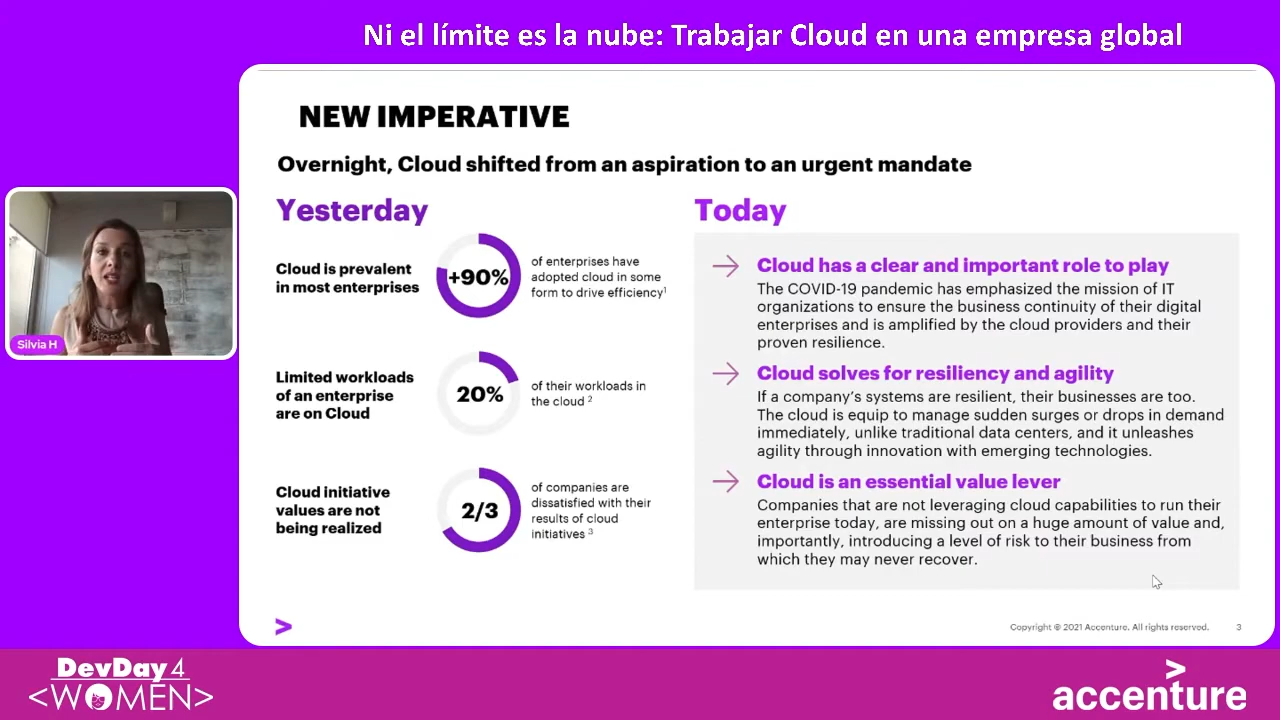 Ni el límite es la nube: Trabajar Cloud en una empresa global
NEW IMPERATIVE
Overnight, Cloud shifted from an aspiration to an urgent mandate
Yesterday
Cloud is prevalent
in most enterprises
+90%
of enterprises have
adopted cloud in some
form to drive efficiency1
Limited workloads
of an enterprise
are on Cloud
20%
of their workloads in
the cloud 2
Cloud initiative
values are not
being realized
2/3
of companies are
dissatisfied with their
results of cloud
initiatives 3
Today
Cloud has a clear and important role to play
The COVID-19 pandemic has emphasized the mission of IT
organizations to ensure the business continuity of their digital
enterprises and is amplified by the cloud providers and their
proven resilience.
Cloud solves for resiliency and agility
If a company's systems are resilient, their businesses are too.
The cloud is equip to manage sudden surges or drops in demand
immediately, unlike traditional data centers, and it unleashes
agility through innovation with emerging technologies.
Cloud is an essential value lever
Companies that are not leveraging cloud capabilities to run their
enterprise today, are missing out on a huge amount of value and,
importantly, introducing a level of risk to their business from
which they may never recover.
Silvia H
>
Copyright © 2021 Accenture. All rights reserved. 3
DevDay4
<WOMEN>
>
accenture